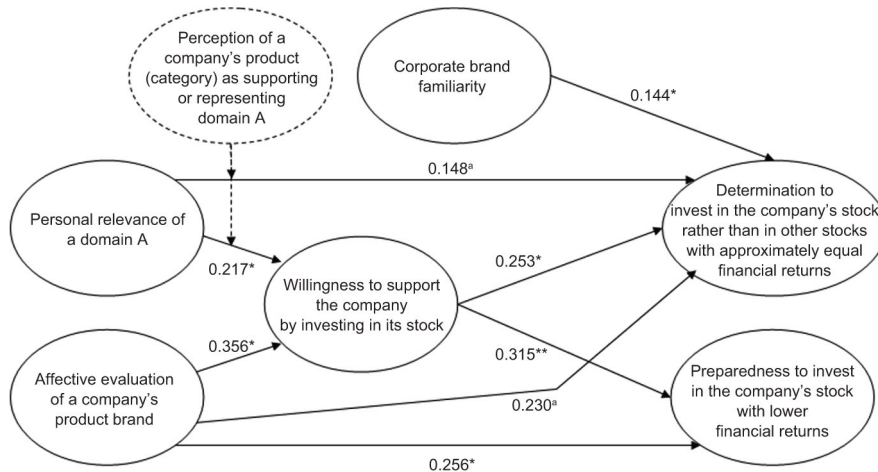 Perception of a
company's product
(category) as supporting
or representing
domain A
Corporate brand
familiarity
0.144*
0.148ᵃ
Personal relevance of
a domain A
Determination to
invest in the company's stock
rather than in other stocks
with approximately equal
financial returns
0.217*
0.253*
Willingness to support
the company
by investing in its stock
0.356*
0.315**
Affective evaluation
of a company's
product brand
0.230ᵃ
Preparedness to invest
in the company's stock
with lower
financial returns
0.256*